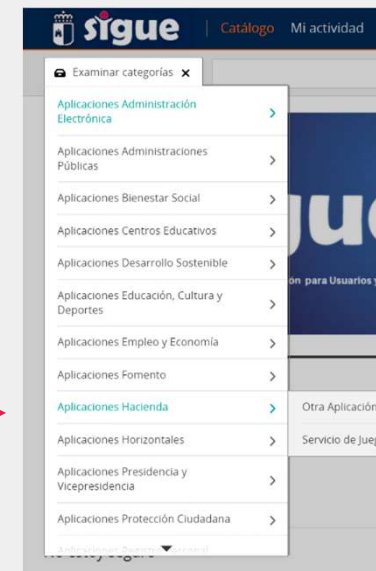 sigue
Catálogo
Mi actividad
Examinar categorías
Aplicaciones Administración
Electrónica
Aplicaciones Administraciones
Públicas
Aplicaciones Bienestar Social
Aplicaciones Centros Educativos
Aplicaciones Desarrollo Sostenible
ón para Usuarios y
Aplicaciones Educación, Cultura y
Deportes
Aplicaciones Empleo y Economía
Aplicaciones Fomento
Aplicaciones Hacienda
Otra Aplicación
Aplicaciones Horizontales
Servicio de Jueg
Aplicaciones Presidencia y
Vicepresidencia
Aplicaciones Protección Ciudadana